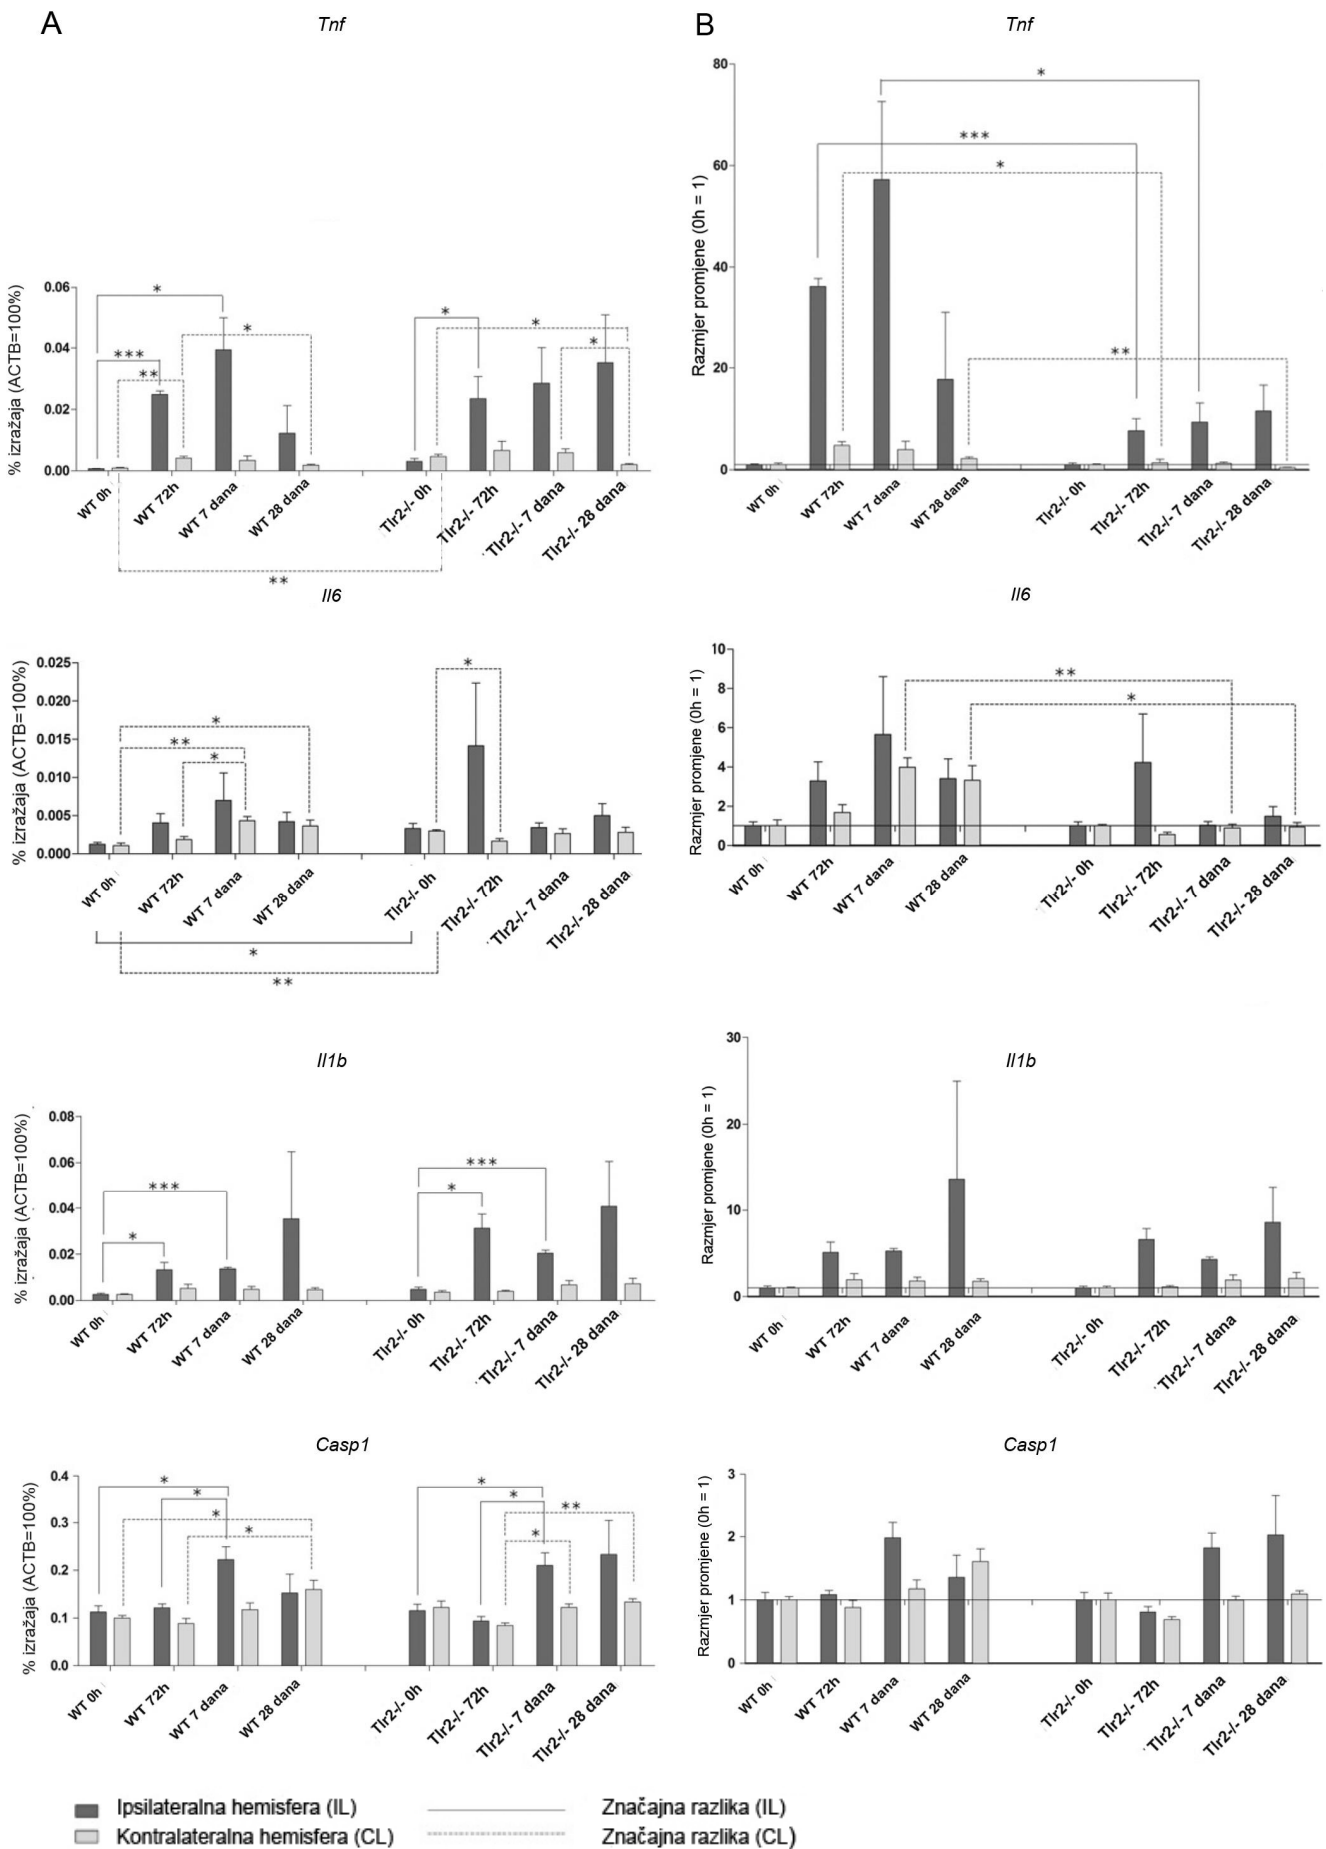 A
Tnf
B
Tnf
% izražaja (ACTB=100%)
0.06
0.04
0.02
0.00
*
***
**
*
*
*
*
**
WT 0h
WT 72h
WT 7 dana
WT 28 dana
Tlr2-/- 0h
Tlr2-/- 72h
Tlr2-/- 7 dana
Tlr2-/- 28 dana
Razmjer promjene (0h = 1)
80
60
40
20
0
*
***
*
**
WT 0h
WT 72h
WT 7 dana
WT 28 dana
Tlr2-/- 0h
Tlr2-/- 72h
Tlr2-/- 7 dana
Tlr2-/- 28 dana
Il6
Il6
% izražaja (ACTB=100%)
0.025
0.020
0.015
0.010
0.005
0.000
*
**
*
*
*
**
WT 0h
WT 72h
WT 7 dana
WT 28 dana
Tlr2-/- 0h
Tlr2-/- 72h
Tlr2-/- 7 dana
Tlr2-/- 28 dana
Razmjer promjene (0h = 1)
10
8
6
4
2
0
**
*
WT 0h
WT 72h
WT 7 dana
WT 28 dana
Tlr2-/- 0h
Tlr2-/- 72h
Tlr2-/- 7 dana
Tlr2-/- 28 dana
Il1b
Il1b
% izražaja (ACTB=100%)
0.08
0.06
0.04
0.02
0.00
***
*
***
*
WT 0h
WT 72h
WT 7 dana
WT 28 dana
Tlr2-/- 0h
Tlr2-/- 72h
Tlr2-/- 7 dana
Tlr2-/- 28 dana
Razmjer promjene (0h = 1)
30
20
10
0
WT 0h
WT 72h
WT 7 dana
WT 28 dana
Tlr2-/- 0h
Tlr2-/- 72h
Tlr2-/- 7 dana
Tlr2-/- 28 dana
Casp1
Casp1
% izražaja (ACTB=100%)
0.4
0.3
0.2
0.1
0.0
*
*
*
*
*
*
**
*
WT 0h
WT 72h
WT 7 dana
WT 28 dana
Tlr2-/- 0h
Tlr2-/- 72h
Tlr2-/- 7 dana
Tlr2-/- 28 dana
Razmjer promjene (0h = 1)
3
2
1
0
WT 0h
WT 72h
WT 7 dana
WT 28 dana
Tlr2-/- 0h
Tlr2-/- 72h
Tlr2-/- 7 dana
Tlr2-/- 28 dana
Ipsilateralna hemisfera (IL)
Značajna razlika (IL)
Kontralateralna hemisfera (CL)
Značajna razlika (CL)